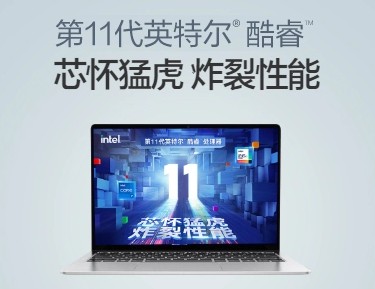 第11代英特尔® 酷睿™
芯怀猛虎 炸裂性能
intel
第11代英特尔 酷睿 处理器
11
芯怀猛虎
炸裂性能